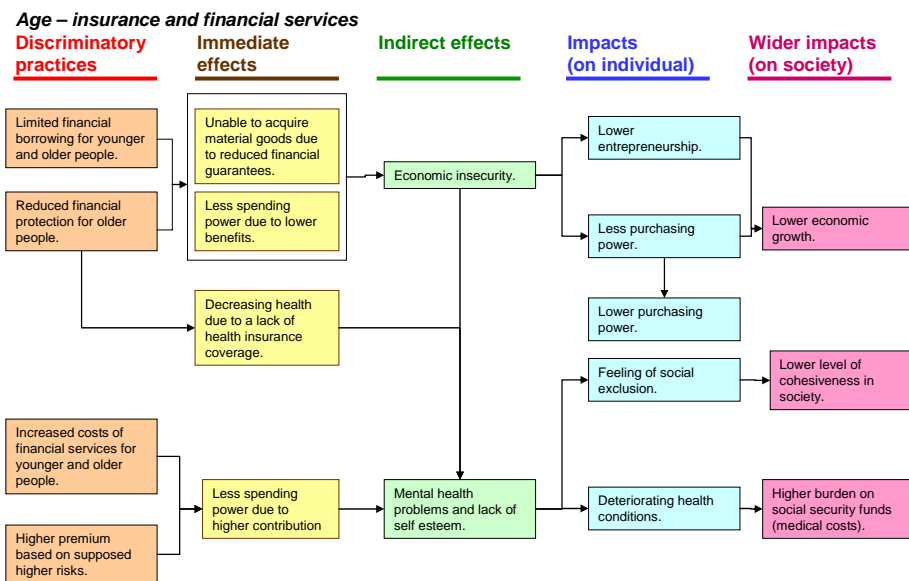 Age – insurance and financial services
Discriminatory
practices
Immediate
effects
Indirect effects
Impacts
(on individual)
Wider impacts
(on society)
Limited financial
borrowing for younger
and older people.
Reduced financial
protection for older
people.
Increased costs of
financial services for
younger and older
people.
Higher premium
based on supposed
higher risks.
Unable to acquire
material goods due
to reduced financial
guarantees.
Less spending
power due to lower
benefits.
Decreasing health
due to a lack of
health insurance
coverage.
Less spending
power due to
higher contribution
Economic insecurity.
Mental health
problems and lack of
self esteem.
Lower
entrepreneurship.
Less purchasing
power.
Lower purchasing
power.
Feeling of social
exclusion.
Deteriorating health
conditions.
Lower economic
growth.
Lower level of
cohesiveness in
society.
Higher burden on
social security funds
(medical costs).